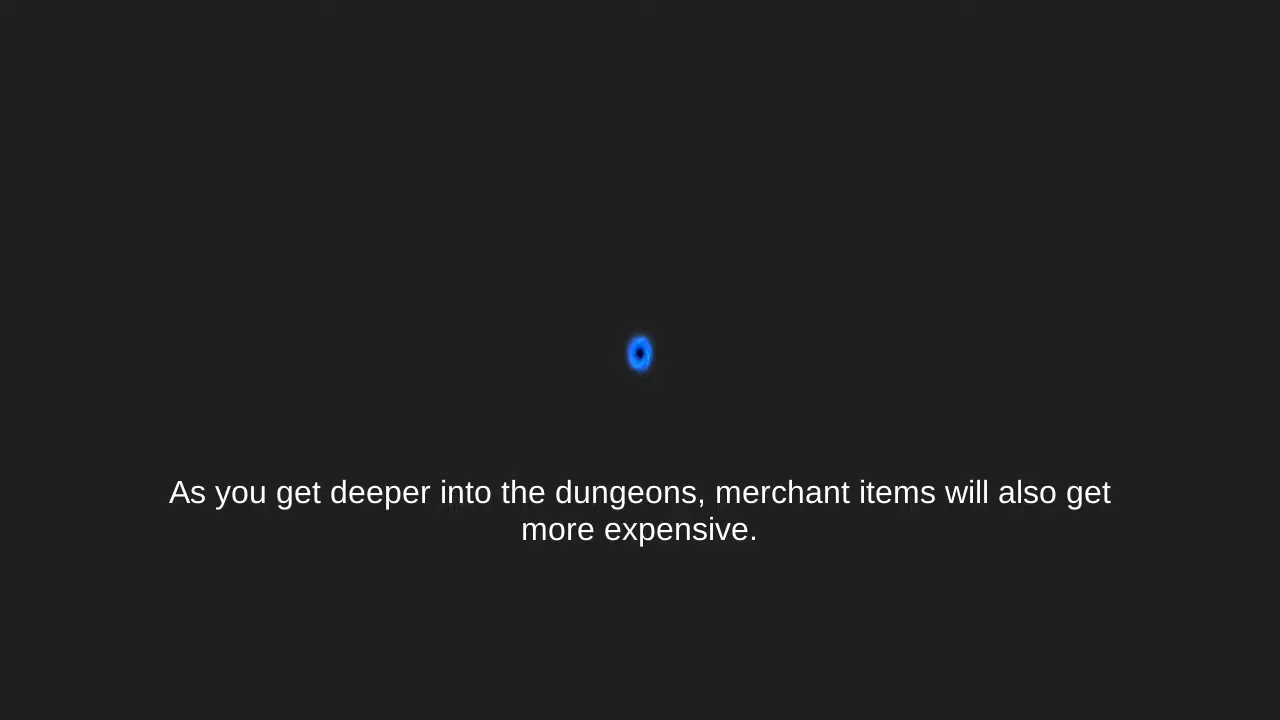 As you get deeper into the dungeons, merchant items will also get
more expensive.